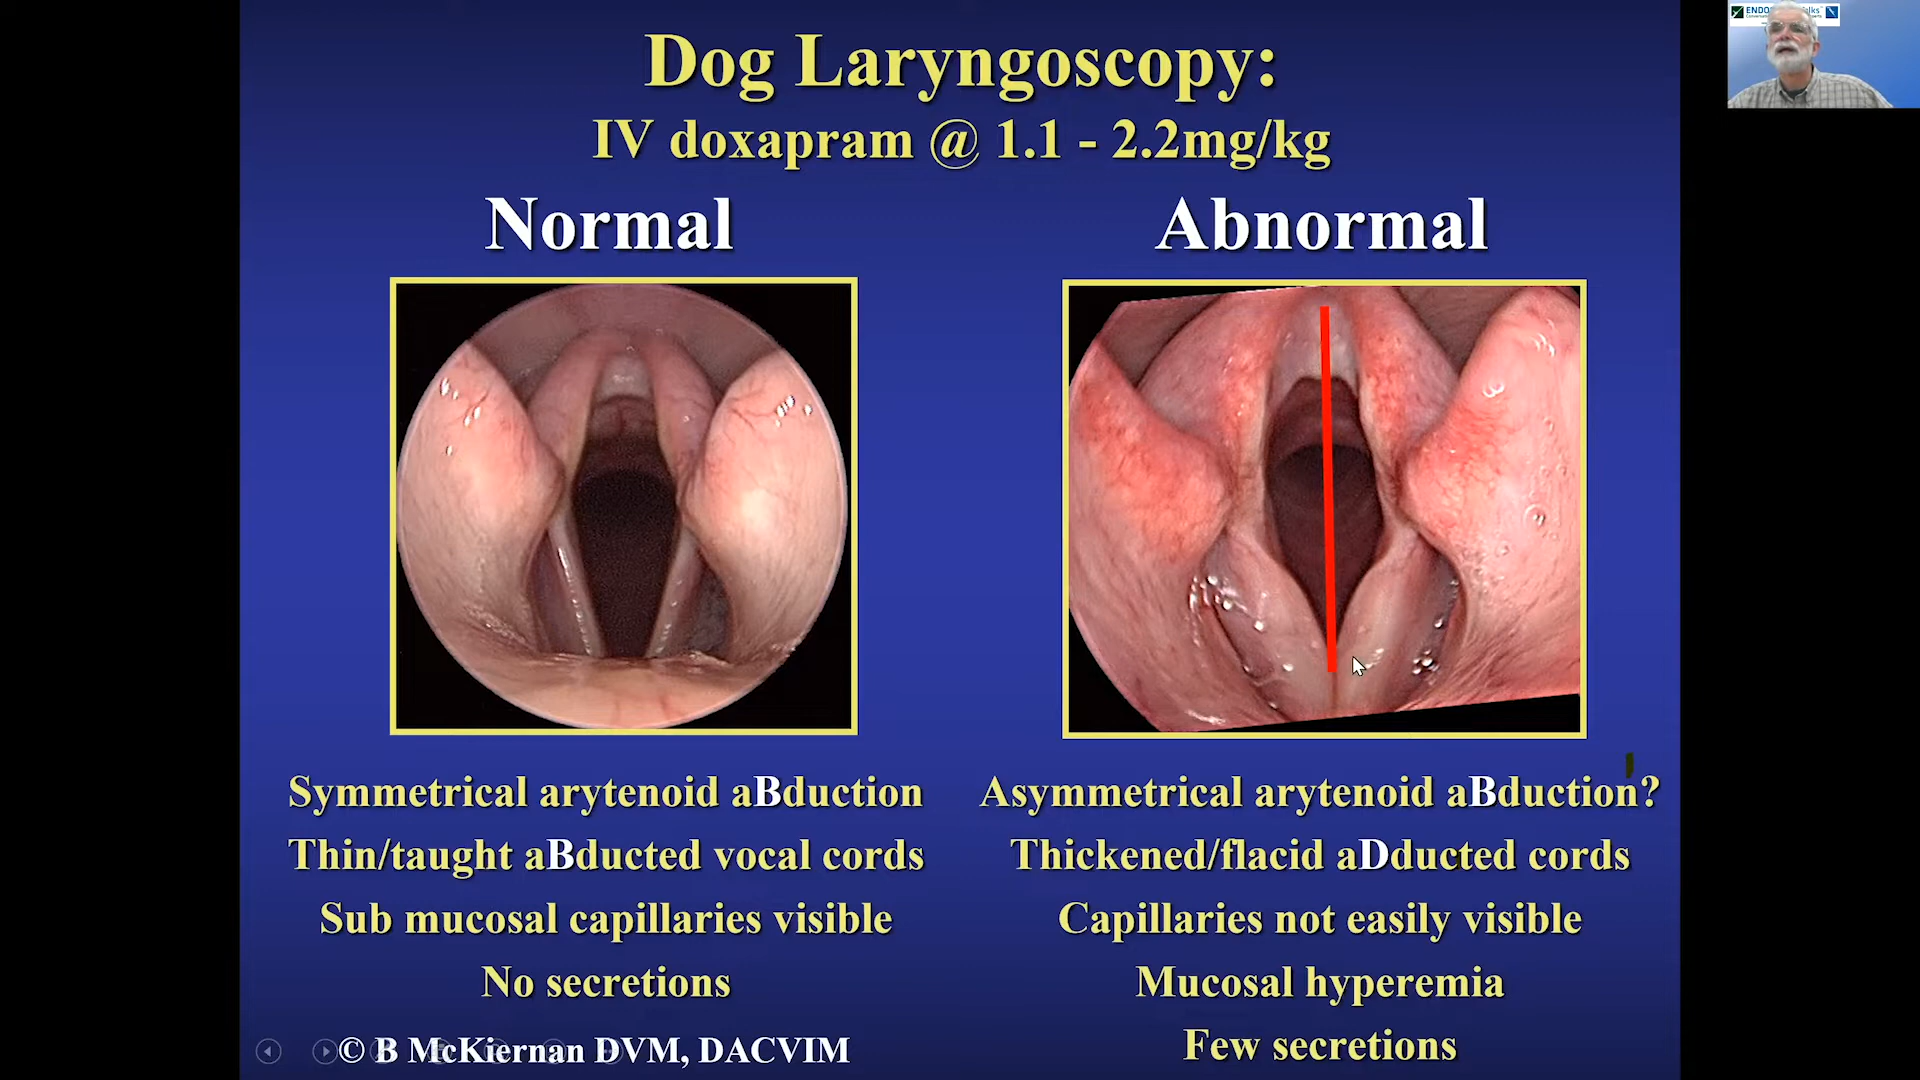 Dog Laryngoscopy:
IV doxapram @ 1.1 - 2.2mg/kg
Normal
Abnormal
Symmetrical arytenoid aBduction
Thin/taught aBducted vocal cords
Sub mucosal capillaries visible
No secretions
Asymmetrical arytenoid aBduction?
Thickened/flacid aDducted cords
Capillaries not easily visible
Mucosal hyperemia
Few secretions
© B McKiernan DVM, DACVIM